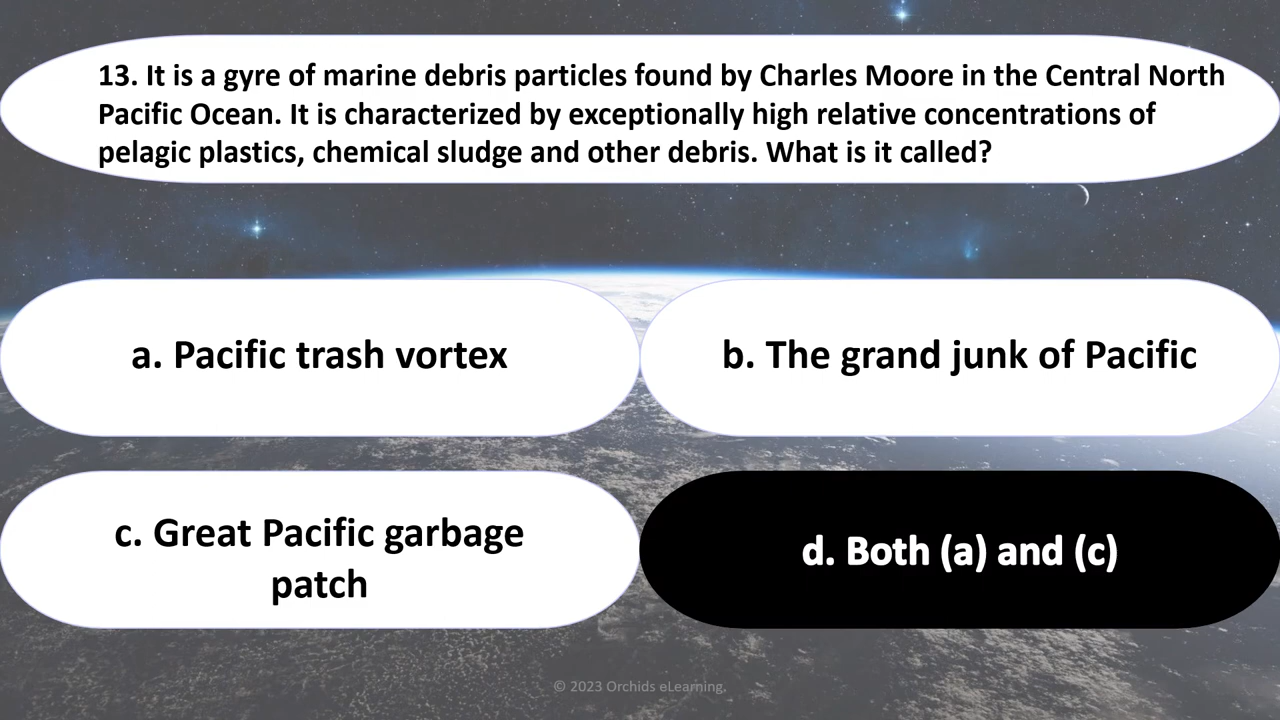 13. It is a gyre of marine debris particles found by Charles Moore in the Central North
Pacific Ocean. It is characterized by exceptionally high relative concentrations of
pelagic plastics, chemical sludge and other debris. What is it called?
a. Pacific trash vortex
b. The grand junk of Pacific
c. Great Pacific garbage
patch
d. Both (a) and (c)
© 2023 Orchids eLearning.